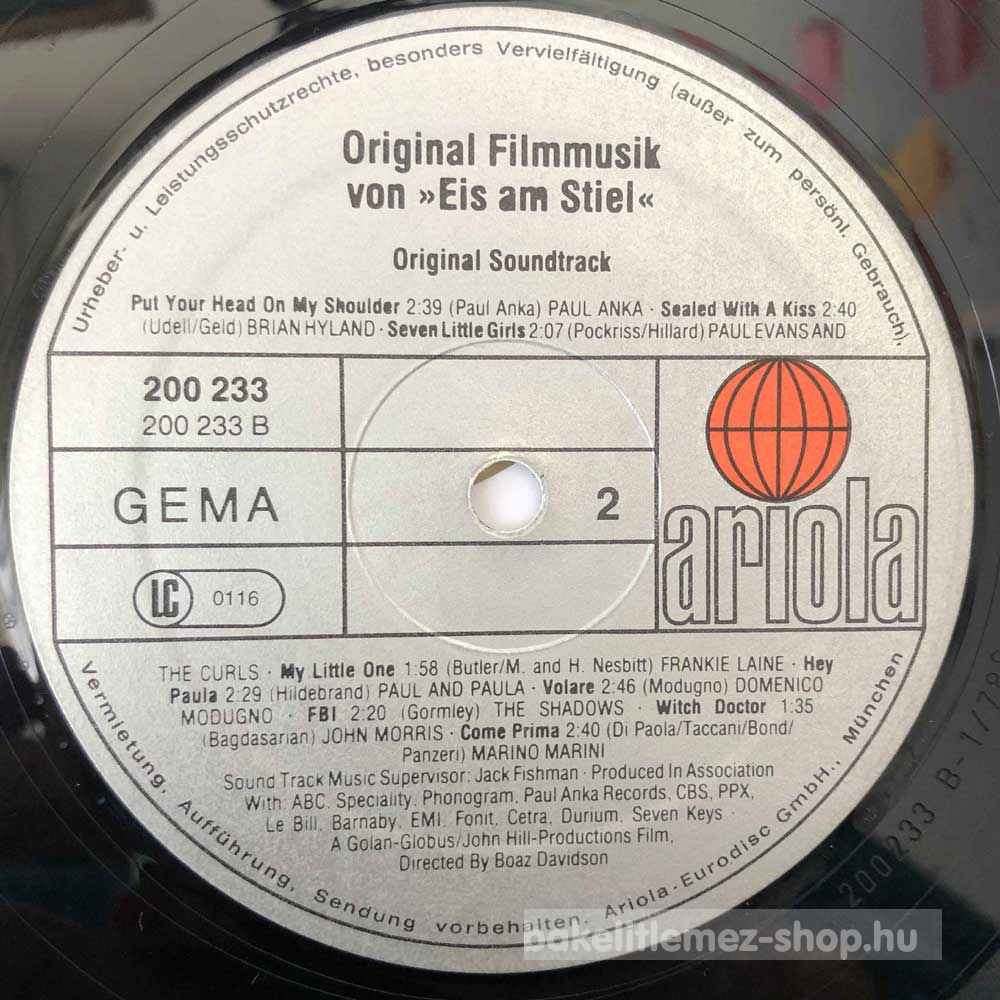 Urheber- u. Leistungsschutzrechte, besonders Vervielfältigung (außer zum persönl. Gebrauch),
Original Filmmusik
von »Eis am Stiel«
Original Soundtrack
Put Your Head On My Shoulder 2:39 (Paul Anka) PAUL ANKA · Sealed With A Kiss 2:40
(Udell/Geld) BRIAN HYLAND · Seven Little Girls 2:07 (Pockriss/Hillard) PAUL EVANS AND
200 233
200 233 B
GEMA
2
LC 0116
ariola
THE CURLS · My Little One 1:58 (Butler/M. and H. Nesbitt) FRANKIE LAINE · Hey
Paula 2:29 (Hildebrand) PAUL AND PAULA · Volare 2:46 (Modugno) DOMENICO
MODUGNO · FBI 2:20 (Gormley) THE SHADOWS · Witch Doctor 1:35
(Bagdasarian) JOHN MORRIS · Come Prima 2:40 (Di Paola/Taccani/Bond/
Panzeri) MARINO MARINI
Sound Track Music Supervisor: Jack Fishman · Produced In Association
With: ABC, Speciality, Phonogram, Paul Anka Records, CBS, PPX,
Le Bill, Barnaby, EMI, Fonit, Cetra, Durium, Seven Keys ·
A Golan-Globus/John Hill-Productions Film,
Directed By Boaz Davidson
Vermietung, Aufführung, Sendung vorbehalten. Ariola-Eurodisc GmbH., München
200233 B-1/78
bakelitlemez-shop.hu